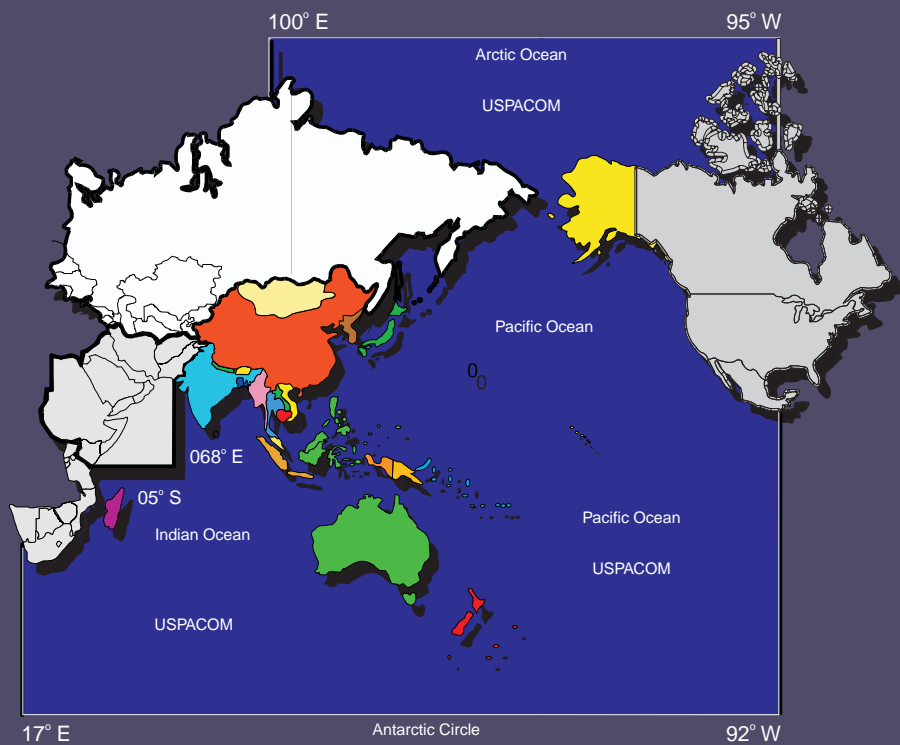 100° E
95° W
Arctic Ocean
USPACOM
Pacific Ocean
0
0
068° E
05° S
Indian Ocean
Pacific Ocean
USPACOM
USPACOM
17° E
Antarctic Circle
92° W